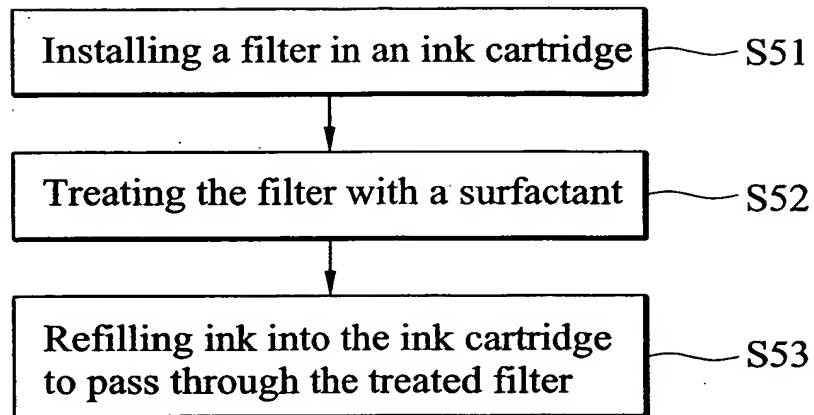 Installing a filter in an ink cartridge
S51
Treating the filter with a surfactant
S52
Refilling ink into the ink cartridge
to pass through the treated filter
S53